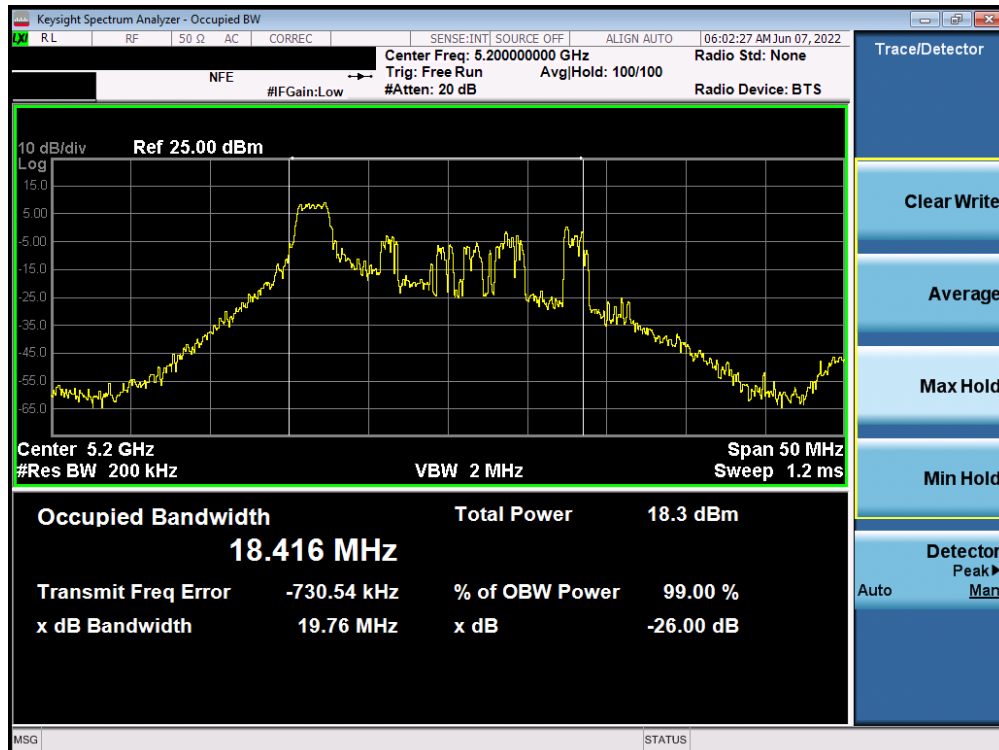 Keysight Spectrum Analyzer - Occupied BW
LXI RL RF 50 Ω AC CORREC SENSE:INT SOURCE OFF ALIGN AUTO 06:02:27 AM Jun 07, 2022
Center Freq: 5.200000000 GHz Radio Std: None
NFE Trig: Free Run Avg|Hold: 100/100
#IFGain:Low #Atten: 20 dB Radio Device: BTS
10 dB/div Ref 25.00 dBm
Log
15.0
5.00
-5.00
-15.0
-25.0
-35.0
-45.0
-55.0
-65.0
Center 5.2 GHz Span 50 MHz
#Res BW 200 kHz VBW 2 MHz Sweep 1.2 ms
Occupied Bandwidth Total Power 18.3 dBm
18.416 MHz
Transmit Freq Error -730.54 kHz % of OBW Power 99.00 %
x dB Bandwidth 19.76 MHz x dB -26.00 dB
MSG STATUS
Trace/Detector
Clear Write
Average
Max Hold
Min Hold
Detector
Peak▶
Auto Man